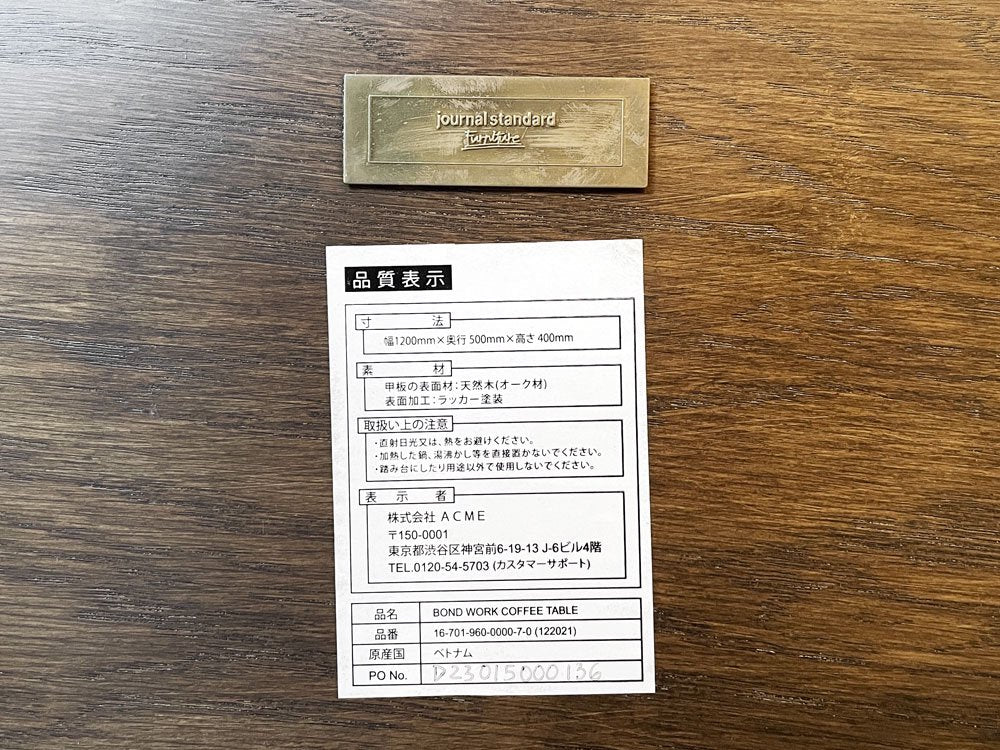 journal standard
Furniture
品質表示
寸法
幅1200mm×奥行500mm×高さ400mm
素材
甲板の表面材:天然木(オーク材)
表面加工:ラッカー塗装
取扱い上の注意
・直射日光又は、熱をお避けください。
・加熱した鍋、湯沸かし等を直接置かないでください。
・踏み台にしたり用途以外で使用しないでください。
表示者
株式会社 ACME
〒150-0001
東京都渋谷区神宮前6-19-13 J-6ビル4階
TEL.0120-54-5703 (カスタマーサポート)
品名 BOND WORK COFFEE TABLE
品番 16-701-960-0000-7-0 (122021)
原産国 ベトナム
PO No. D23015000136